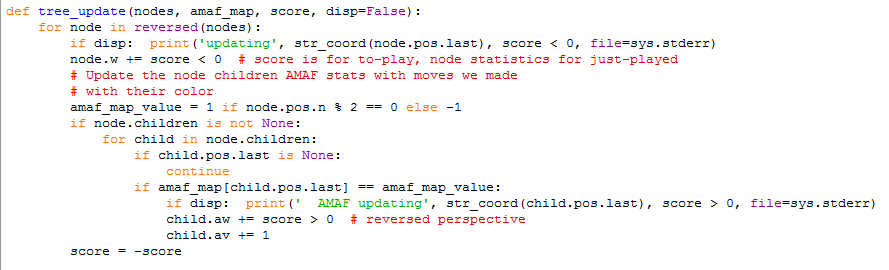 def tree_update(nodes, amaf_map, score, disp=False):
    for node in reversed(nodes):
        if disp:  print('updating', str_coord(node.pos.last), score < 0, file=sys.stderr)
        node.w += score < 0  # score is for to-play, node statistics for just-played
        # Update the node children AMAF stats with moves we made
        # with their color
        amaf_map_value = 1 if node.pos.n % 2 == 0 else -1
        if node.children is not None:
            for child in node.children:
                if child.pos.last is None:
                    continue
                if amaf_map[child.pos.last] == amaf_map_value:
                    if disp:  print('  AMAF updating', str_coord(child.pos.last), score > 0, file=sys.stderr)
                    child.aw += score > 0  # reversed perspective
                    child.av += 1
        score = -score